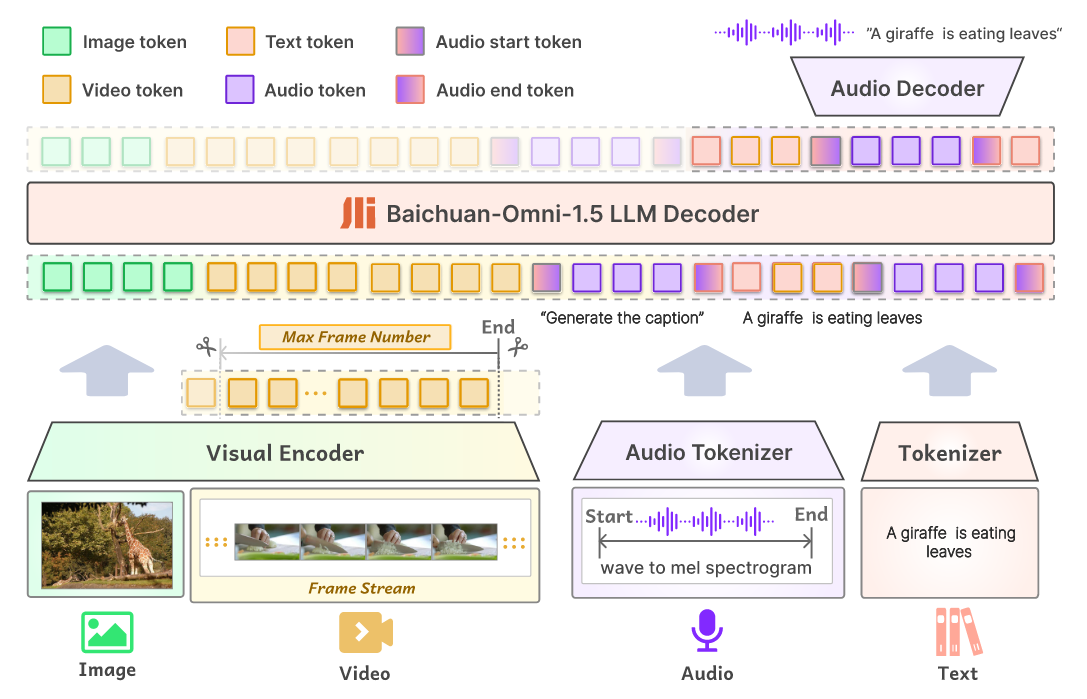 Image token
Text token
Audio start token
Video token
Audio token
Audio end token
"A giraffe is eating leaves"
Audio Decoder
Baichuan-Omni-1.5 LLM Decoder
"Generate the caption"
A giraffe is eating leaves
Max Frame Number
End
Visual Encoder
Audio Tokenizer
Tokenizer
Start
End
wave to mel spectrogram
A giraffe is eating
leaves
Frame Stream
Image
Video
Audio
Text